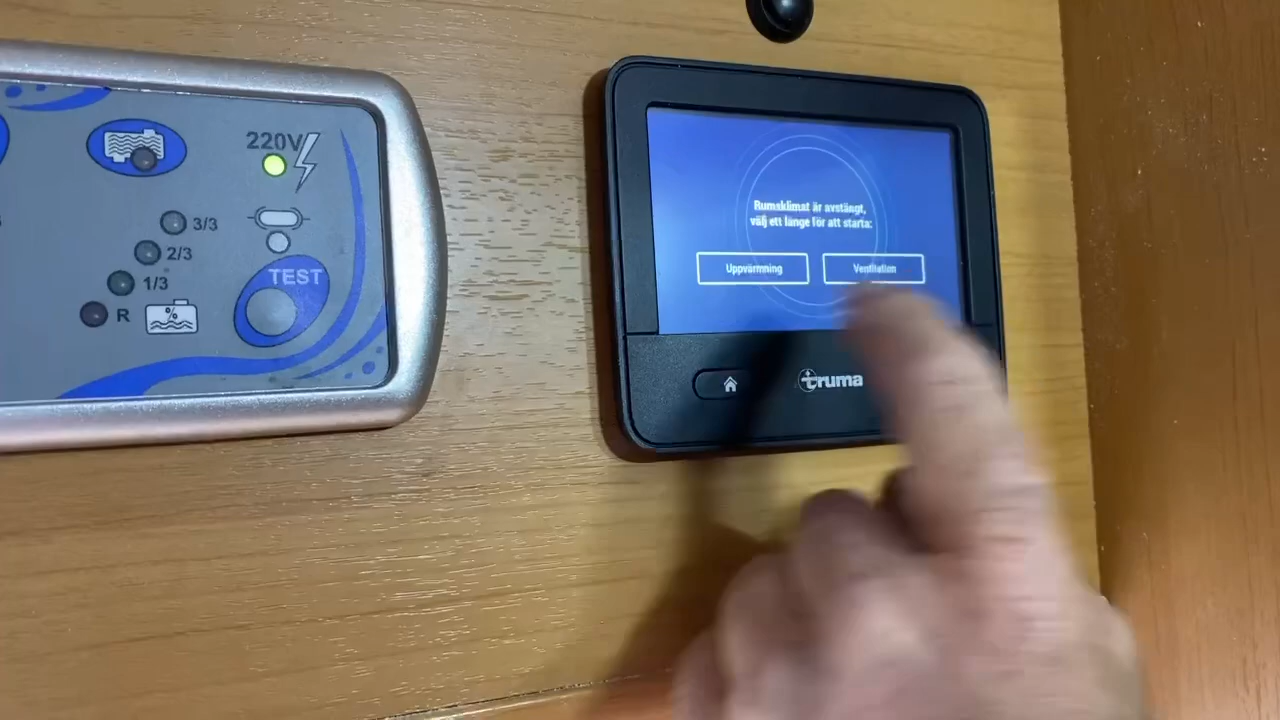 220V
3/3
2/3
1/3
R
TEST
Rumsklimat är avstängt,
välj ett länge för att starta:
Uppvärmning
Ventilation
truma